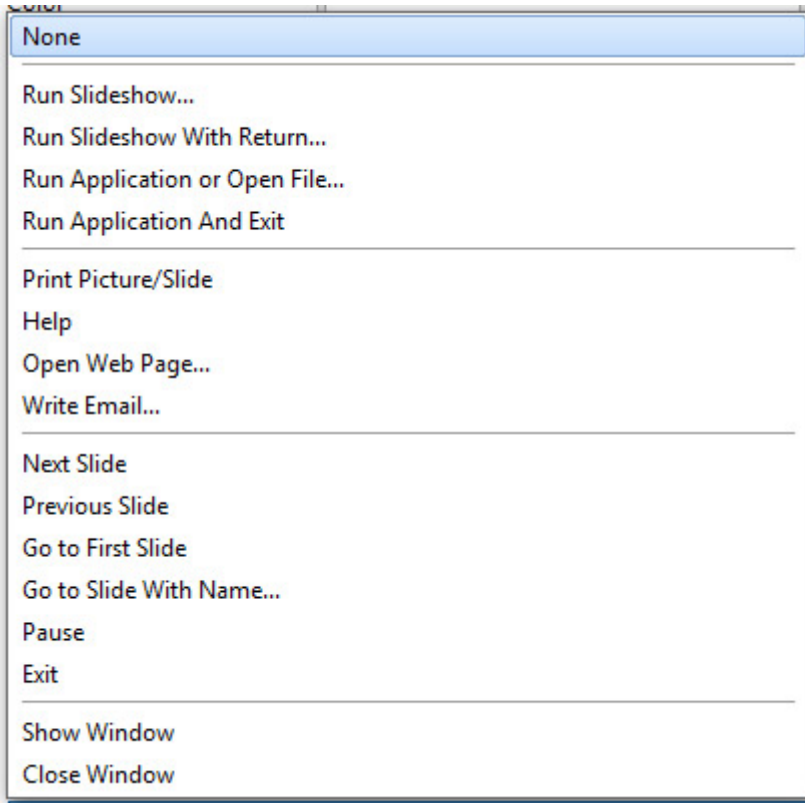 Color
None
Run Slideshow...
Run Slideshow With Return...
Run Application or Open File...
Run Application And Exit
Print Picture/Slide
Help
Open Web Page...
Write Email...
Next Slide
Previous Slide
Go to First Slide
Go to Slide With Name...
Pause
Exit
Show Window
Close Window